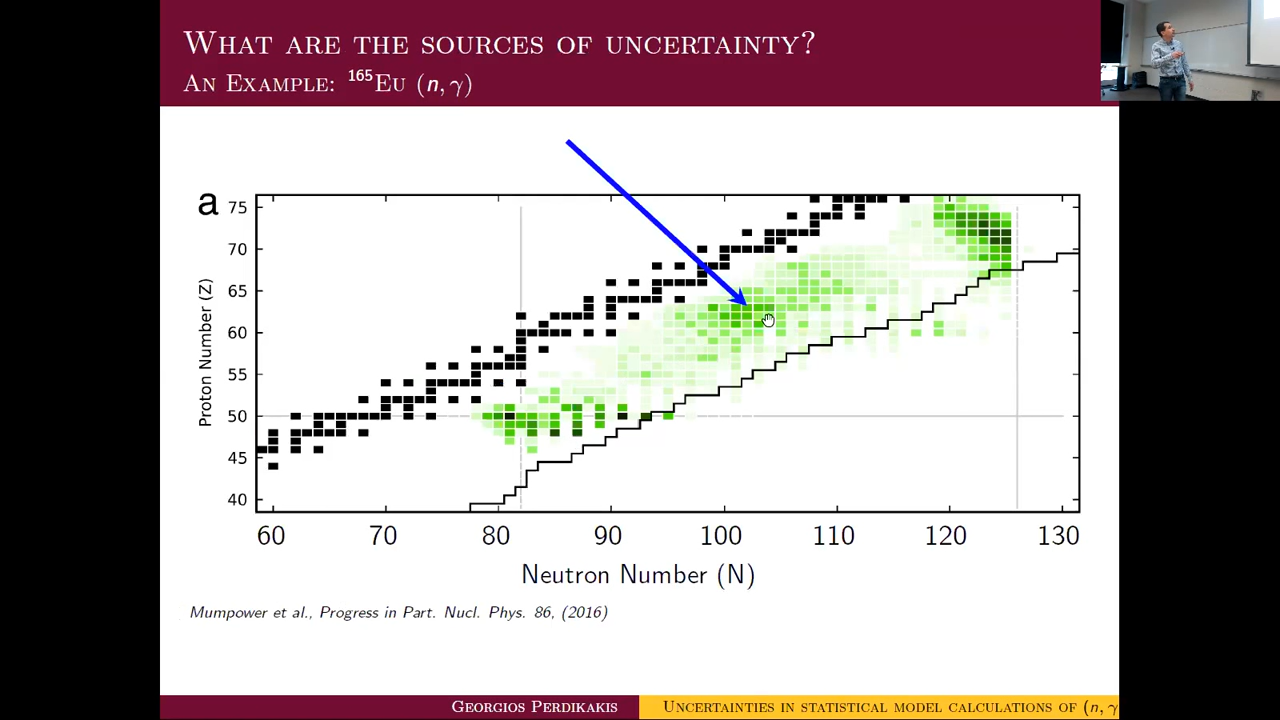 What are the sources of uncertainty?
An Example: ¹⁶⁵Eu (n, γ)
a
75
70
65
60
55
50
45
40
Proton Number (Z)
60 70 80 90 100 110 120 130
Neutron Number (N)
Mumpower et al., Progress in Part. Nucl. Phys. 86, (2016)
Georgios Perdikakis
Uncertainties in statistical model calculations of (n, γ